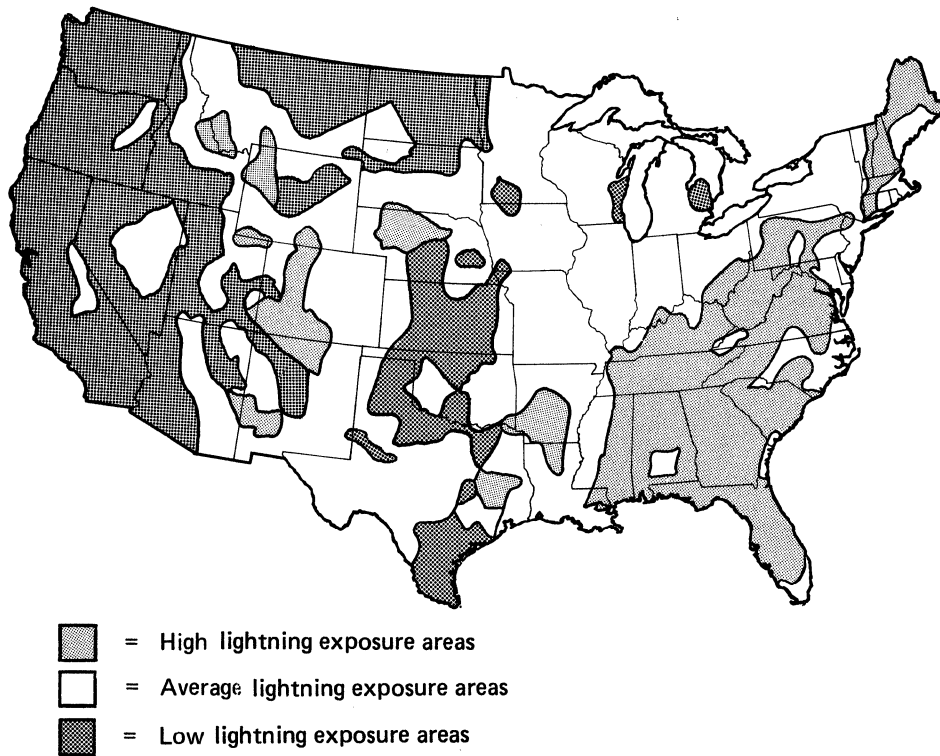 = High lightning exposure areas
= Average lightning exposure areas
= Low lightning exposure areas